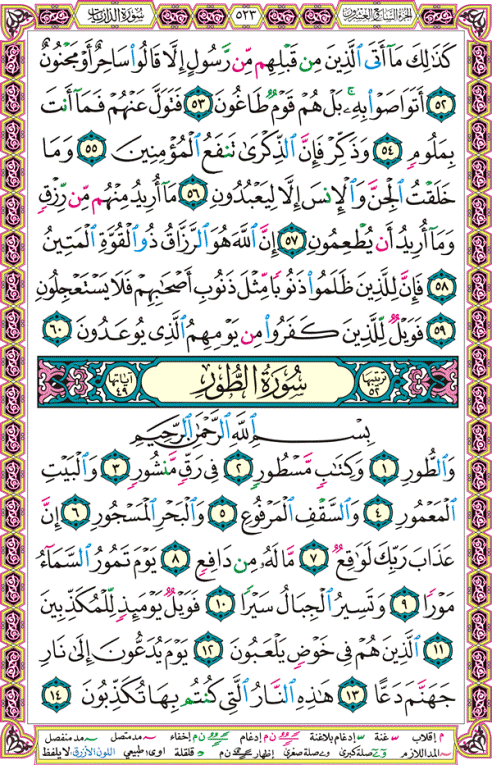 سورة الذاريات
٥٢٣
الجزء السابع والعشرون
كَذَٰلِكَ مَآ أَتَى ٱلَّذِينَ مِن قَبْلِهِم مِّن رَّسُولٍ إِلَّا قَالُوا۟ سَاحِرٌ أَوْ مَجْنُونٌ
٥٢ أَتَوَاصَوْا۟ بِهِۦ ۚ بَلْ هُمْ قَوْمٌ طَاغُونَ ٥٣ فَتَوَلَّ عَنْهُمْ فَمَآ أَنتَ
بِمَلُومٍ ٥٤ وَذَكِّرْ فَإِنَّ ٱلذِّكْرَىٰ تَنفَعُ ٱلْمُؤْمِنِينَ ٥٥ وَمَا
خَلَقْتُ ٱلْجِنَّ وَٱلْإِنسَ إِلَّا لِيَعْبُدُونِ ٥٦ مَآ أُرِيدُ مِنْهُم مِّن رِّزْقٍ
وَمَآ أُرِيدُ أَن يُطْعِمُونِ ٥٧ إِنَّ ٱللَّهَ هُوَ ٱلرَّزَّاقُ ذُو ٱلْقُوَّةِ ٱلْمَتِينُ
٥٨ فَإِنَّ لِلَّذِينَ ظَلَمُوا۟ ذَنُوبًا مِّثْلَ ذَنُوبِ أَصْحَٰبِهِمْ فَلَا يَسْتَعْجِلُونِ
٥٩ فَوَيْلٌ لِّلَّذِينَ كَفَرُوا۟ مِن يَوْمِهِمُ ٱلَّذِى يُوعَدُونَ ٦٠
ترتيبها ٥٢ سُورَةُ الطُّورِ آياتها ٤٩
بِسْمِ ٱللَّهِ ٱلرَّحْمَٰنِ ٱلرَّحِيمِ
وَٱلطُّورِ ١ وَكِتَٰبٍ مَّسْطُورٍ ٢ فِى رَقٍّ مَّنشُورٍ ٣ وَٱلْبَيْتِ
ٱلْمَعْمُورِ ٤ وَٱلسَّقْفِ ٱلْمَرْفُوعِ ٥ وَٱلْبَحْرِ ٱلْمَسْجُورِ ٦ إِنَّ
عَذَابَ رَبِّكَ لَوَٰقِعٌ ٧ مَّا لَهُۥ مِن دَافِعٍ ٨ يَوْمَ تَمُورُ ٱلسَّمَآءُ
مَوْرًا ٩ وَتَسِيرُ ٱلْجِبَالُ سَيْرًا ١٠ فَوَيْلٌ يَوْمَئِذٍ لِّلْمُكَذِّبِينَ
١١ ٱلَّذِينَ هُمْ فِى خَوْضٍ يَلْعَبُونَ ١٢ يَوْمَ يُدَعُّونَ إِلَىٰ نَارِ
جَهَنَّمَ دَعًّا ١٣ هَٰذِهِ ٱلنَّارُ ٱلَّتِى كُنتُم بِهَا تُكَذِّبُونَ ١٤
م إقلاب غنة إدغام بلاغنة ن م إدغام ن م إخفاء مد متصل مد منفصل
المد اللازم صلة كبرى صلة صغرى إظهار ن م قلقلة اوى: طبيعي اللون الأزرق: لا يلفظ